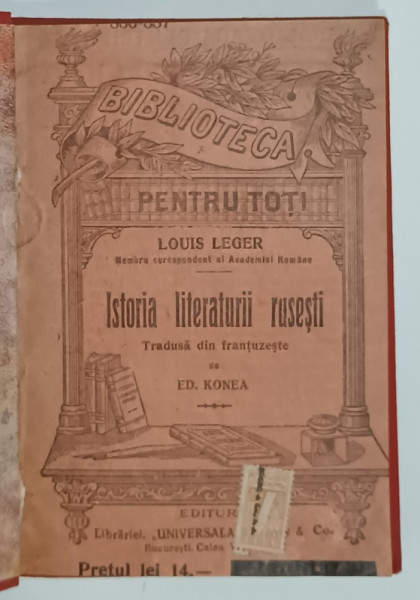 BIBLIOTECA
PENTRU TOȚI
LOUIS LEGER
Membru corespondent al Academiei Române
Istoria literaturii rusești
Tradusă din franțuzește
de
ED. KONEA
EDITUR
Librăriei „UNIVERSALA & Co.
București, Calea
Prețul lei 14.—